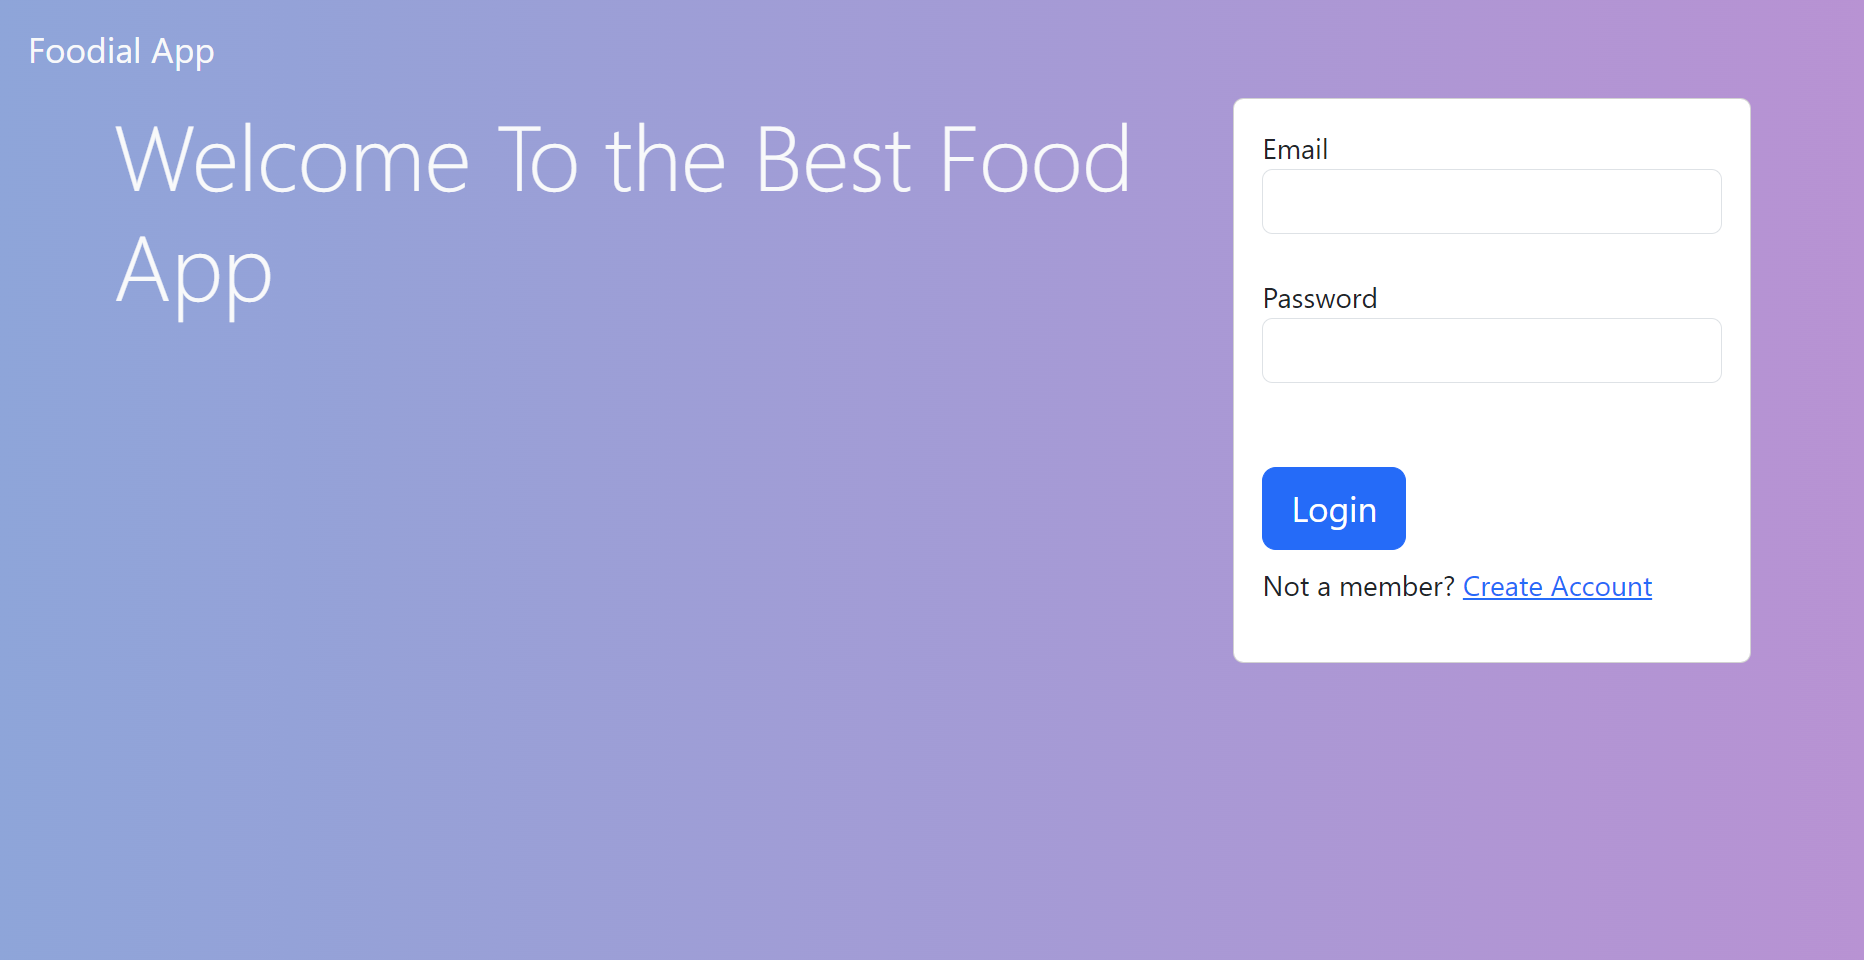 Foodial App
Welcome To the Best Food
App
Email
Password
Login
Not a member? Create Account